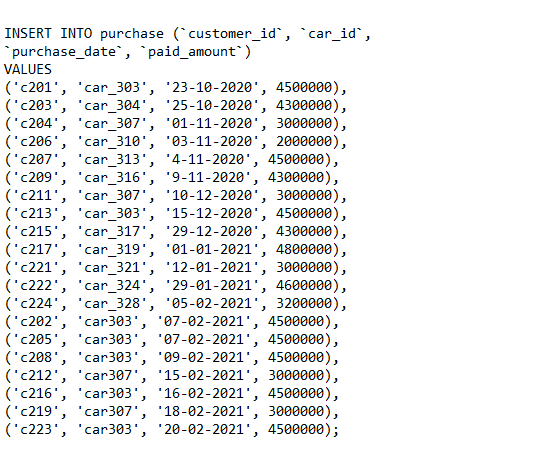 INSERT INTO purchase (`customer_id`, `car_id`,
`purchase_date`, `paid_amount`)
VALUES
('c201', 'car_303', '23-10-2020', 4500000),
('c203', 'car_304', '25-10-2020', 4300000),
('c204', 'car_307', '01-11-2020', 3000000),
('c206', 'car_310', '03-11-2020', 2000000),
('c207', 'car_313', '4-11-2020', 4500000),
('c209', 'car_316', '9-11-2020', 4300000),
('c211', 'car_307', '10-12-2020', 3000000),
('c213', 'car_303', '15-12-2020', 4500000),
('c215', 'car_317', '29-12-2020', 4300000),
('c217', 'car_319', '01-01-2021', 4800000),
('c221', 'car_321', '12-01-2021', 3000000),
('c222', 'car_324', '29-01-2021', 4600000),
('c224', 'car_328', '05-02-2021', 3200000),
('c202', 'car303', '07-02-2021', 4500000),
('c205', 'car303', '07-02-2021', 4500000),
('c208', 'car303', '09-02-2021', 4500000),
('c212', 'car307', '15-02-2021', 3000000),
('c216', 'car303', '16-02-2021', 4500000),
('c219', 'car307', '18-02-2021', 3000000),
('c223', 'car303', '20-02-2021', 4500000);